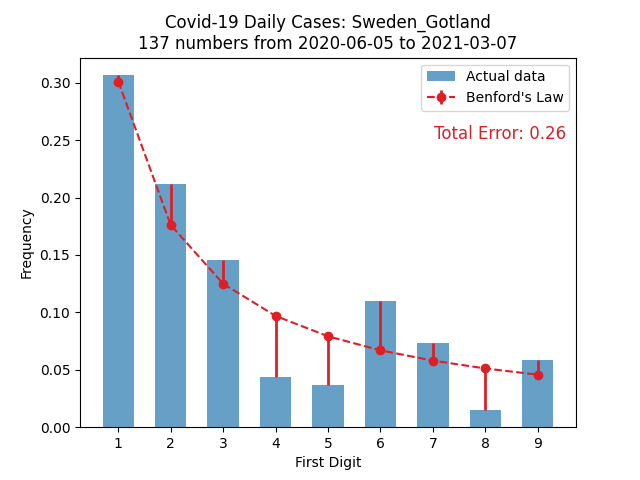 Covid-19 Daily Cases: Sweden_Gotland
137 numbers from 2020-06-05 to 2021-03-07
Actual data
Benford's Law
Total Error: 0.26
0.30
0.25
0.20
0.15
0.10
0.05
0.00
Frequency
1 2 3 4 5 6 7 8 9
First Digit